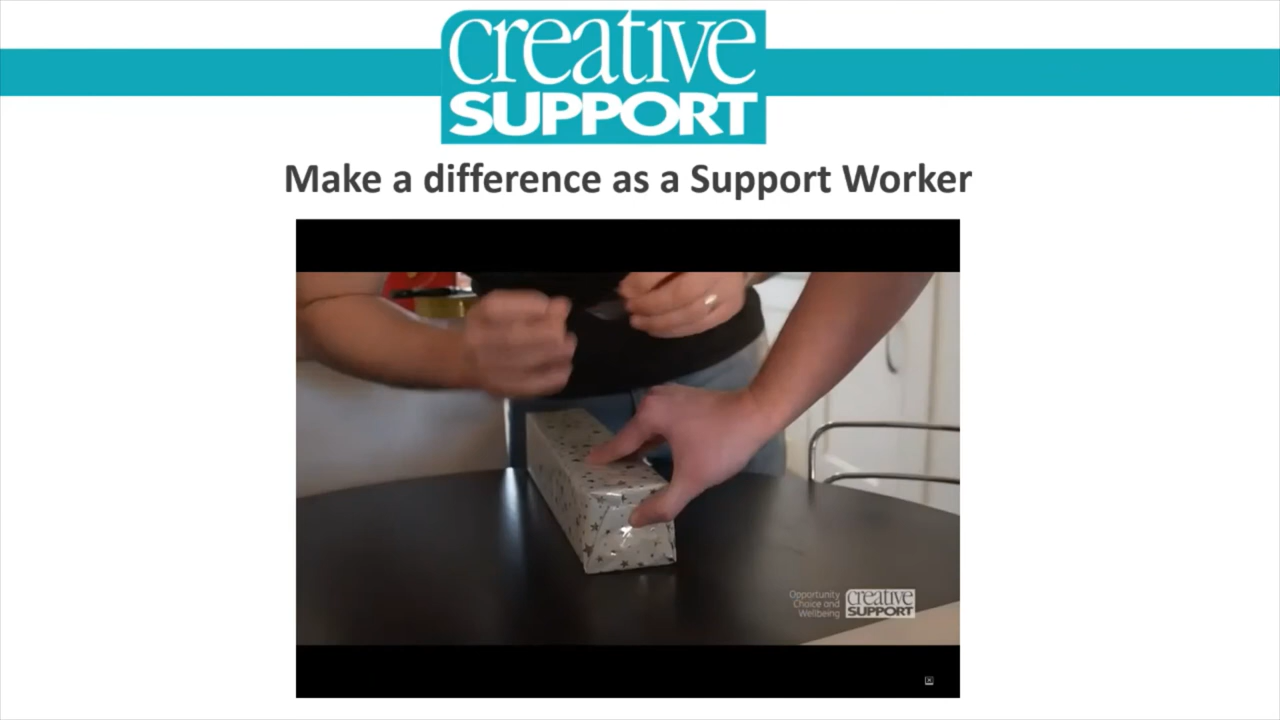 creative
SUPPORT
Make a difference as a Support Worker
Opportunity
Choice and
Wellbeing
creative
SUPPORT